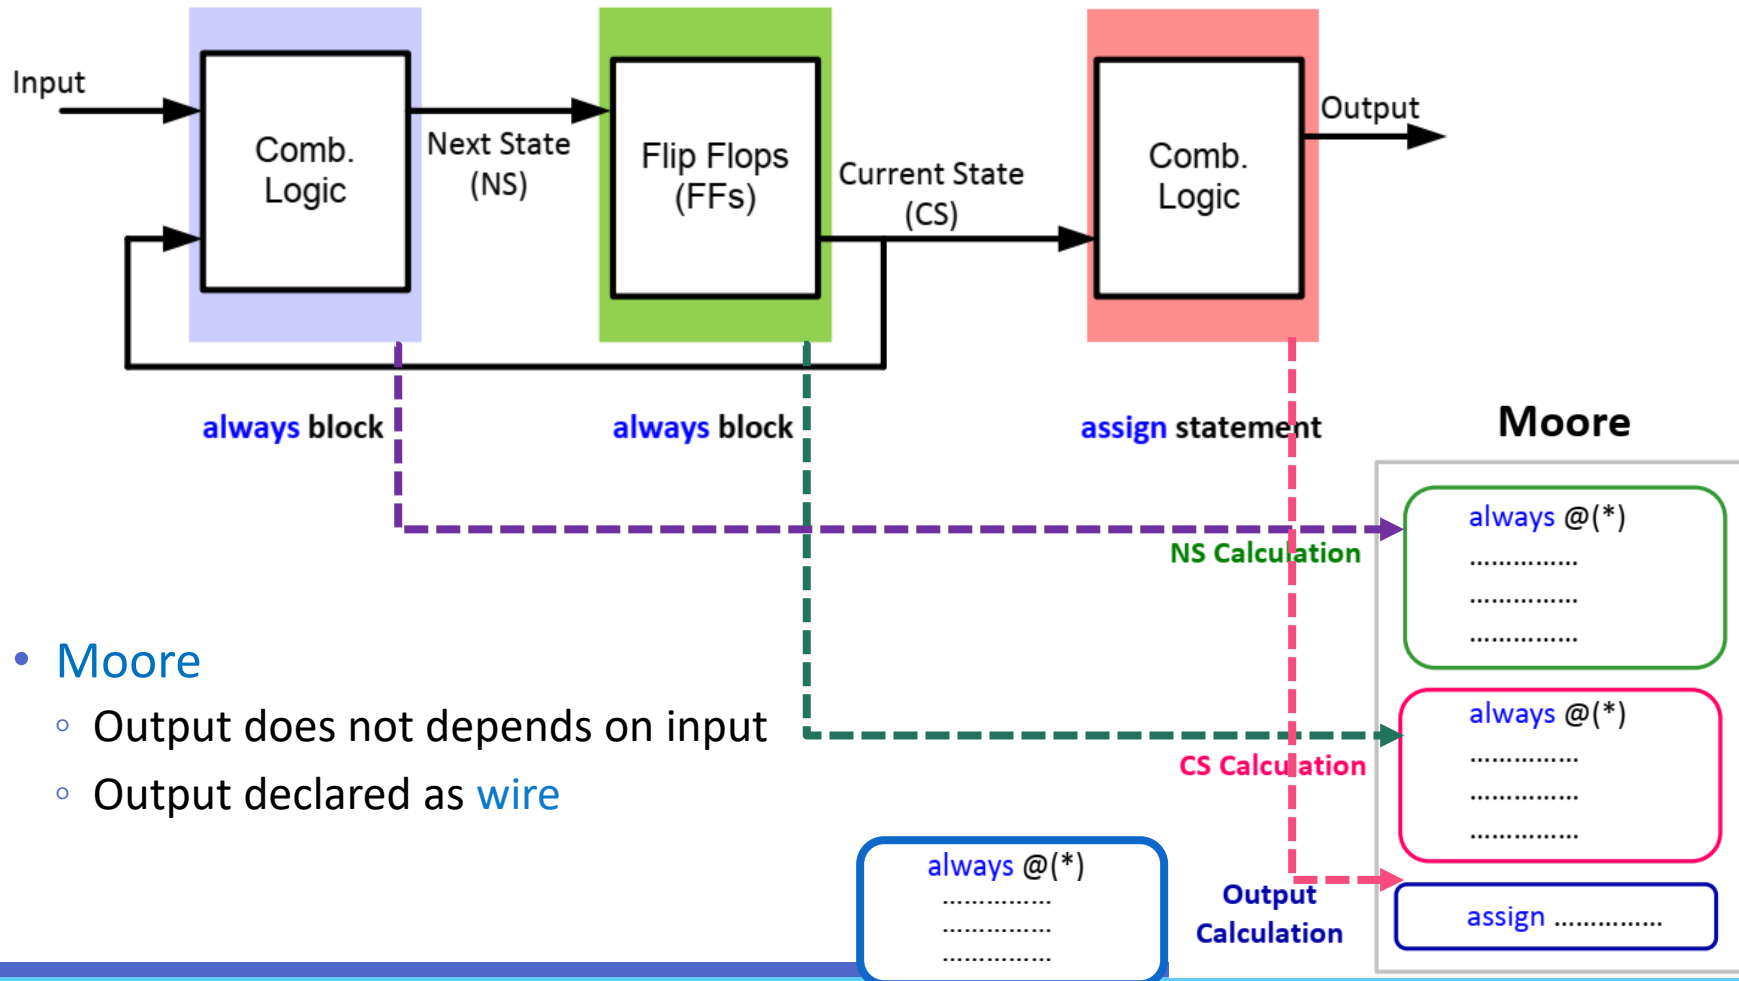 Input
Comb.
Logic
Next State
(NS)
Flip Flops
(FFs)
Current State
(CS)
Comb.
Logic
Output
always block
always block
assign statement
Moore
always @(*)
...............
...............
...............
NS Calculation
• Moore
◦ Output does not depends on input
◦ Output declared as wire
always @(*)
...............
...............
...............
CS Calculation
always @(*)
...............
...............
...............
Output
Calculation
assign ...............